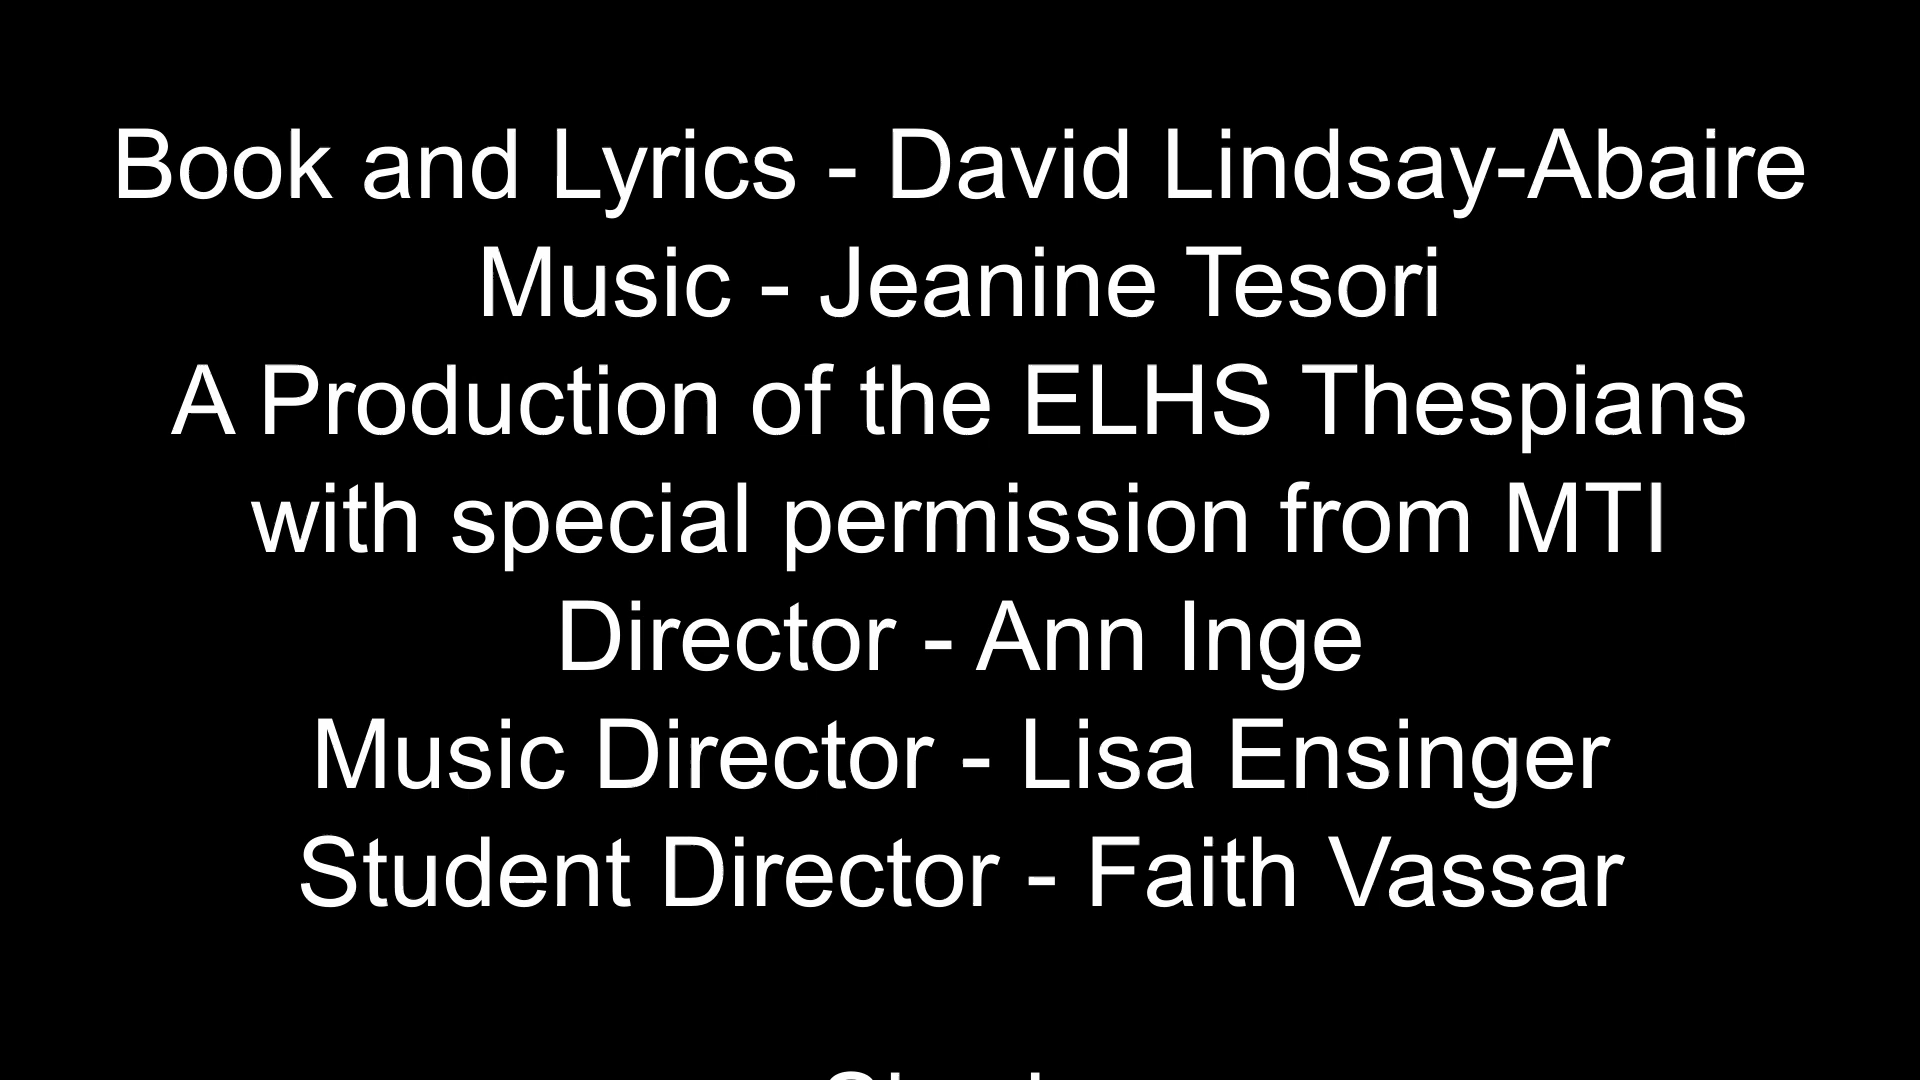 Book and Lyrics - David Lindsay-Abaire
Music - Jeanine Tesori
A Production of the ELHS Thespians
with special permission from MTI
Director - Ann Inge
Music Director - Lisa Ensinger
Student Director - Faith Vassar